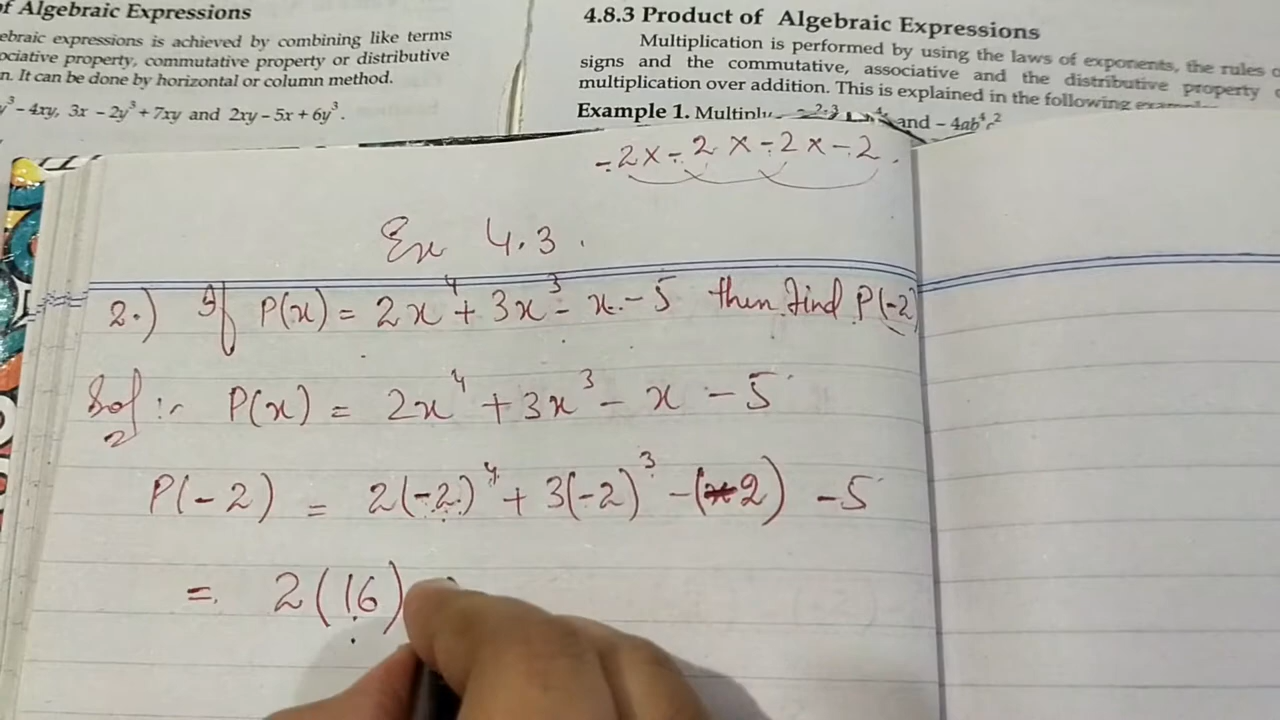 of Algebraic Expressions
ebraic expressions is achieved by combining like terms
ociative property, commutative property or distributive
n. It can be done by horizontal or column method.
y³ – 4xy, 3x – 2y³ + 7xy and 2xy – 5x + 6y³.
4.8.3 Product of Algebraic Expressions
Multiplication is performed by using the laws of exponents, the rules o
signs and the commutative, associative and the distributive property
multiplication over addition. This is explained in the following
Example 1. Multiply and – 4ab⁴c²
-2 x -2 x -2 x -2
Ex 4.3.
2.) If P(x) = 2x⁴ + 3x³ - x - 5 then find P(-2)
Sol :- P(x) = 2x⁴ + 3x³ - x - 5
P(-2) = 2(-2)⁴ + 3(-2)³ -(-2) -5
= 2(16)